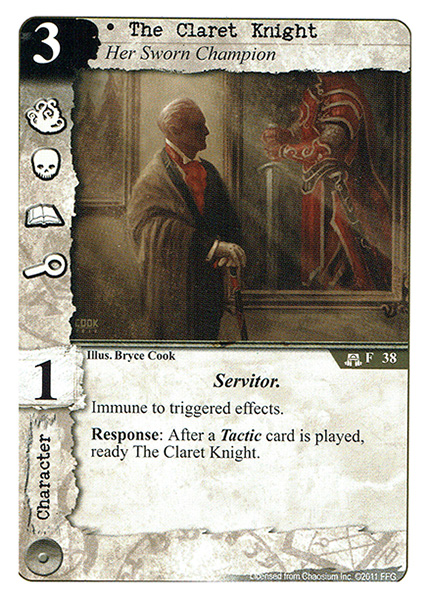 3
• The Claret Knight
Her Sworn Champion
COOK
Illus. Bryce Cook
F 38
1
Servitor.
Immune to triggered effects.
Response: After a Tactic card is played,
ready The Claret Knight.
Character
Licensed from Chaosium Inc. ©2011 FFG